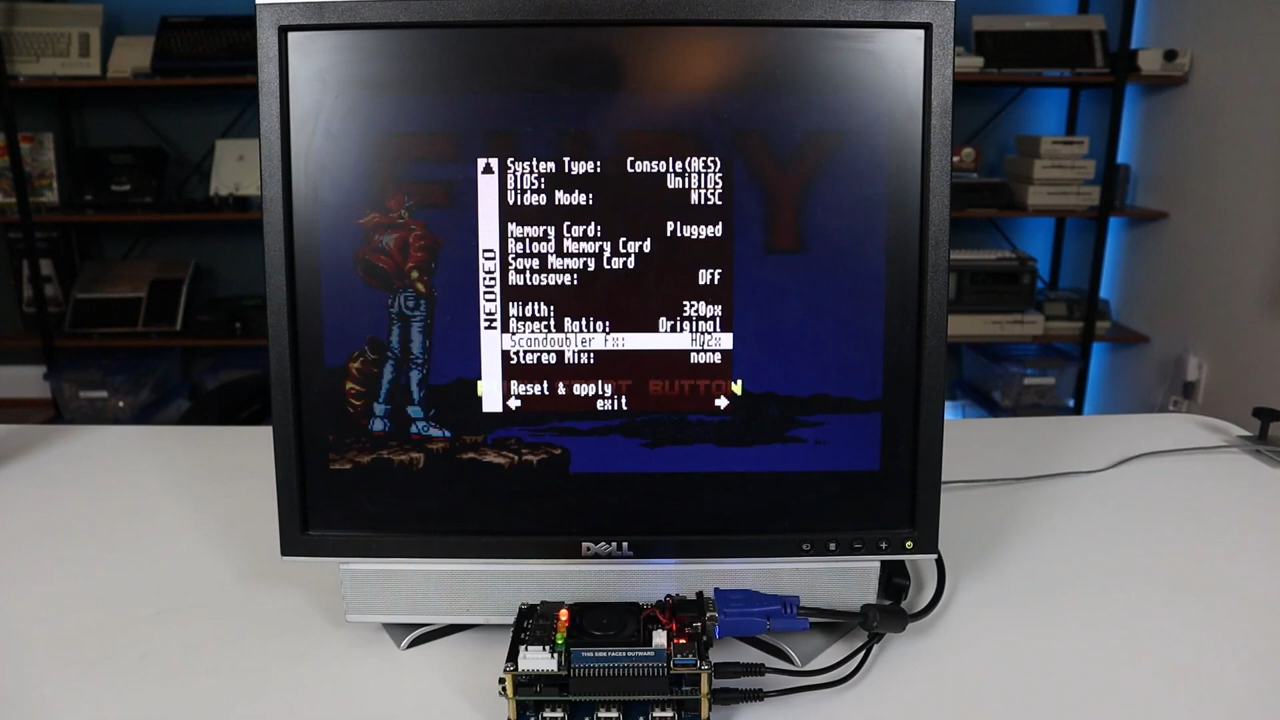 FURY
System Type: Console(AES)
BIOS: UniBIOS
Video Mode: NTSC
Memory Card: Plugged
Reload Memory Card
Save Memory Card
Autosave: Off
NEOGEO
Width: 320px
Aspect Ratio: Original
Scandoubler Fx: HQ2x
Stereo Mix: none
Reset & apply
BUTTON
exit
DELL
THIS SIDE FACES OUTWARD